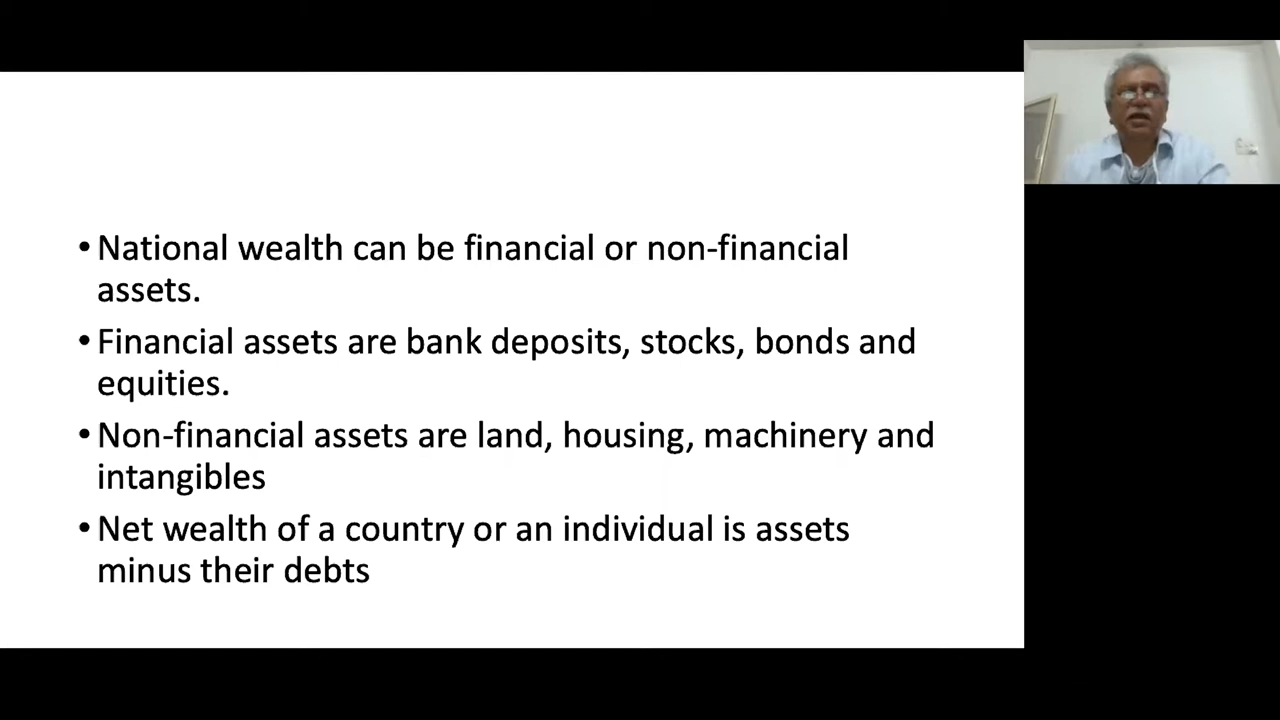 • National wealth can be financial or non-financial
assets.
• Financial assets are bank deposits, stocks, bonds and
equities.
• Non-financial assets are land, housing, machinery and
intangibles
• Net wealth of a country or an individual is assets
minus their debts